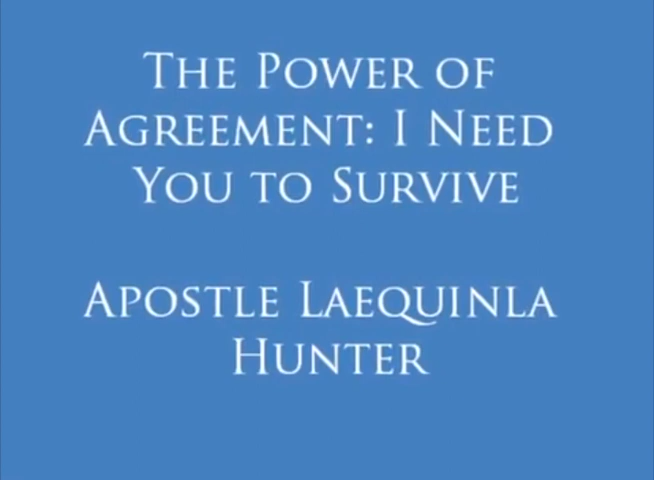 The Power of
Agreement: I Need
You to Survive
Apostle Laequinla
Hunter